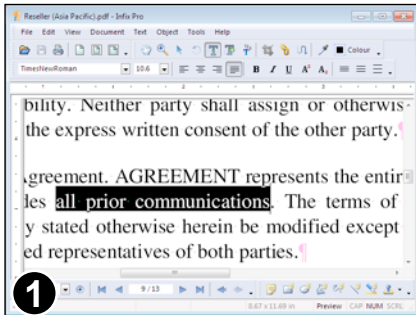 Reseller (Asia Pacific).pdf - Infix Pro
File Edit View Document Text Object Tools Help
Colour
TimesNewRoman 10.6 B I U A A
bility. Neither party shall assign or otherwis
the express written consent of the other party.¶
greement. AGREEMENT represents the entir
des all prior communications. The terms of
y stated otherwise herein be modified except
ed representatives of both parties.¶
1 9 / 13
8.67 x 11.69 in Preview CAP NUM SCRL